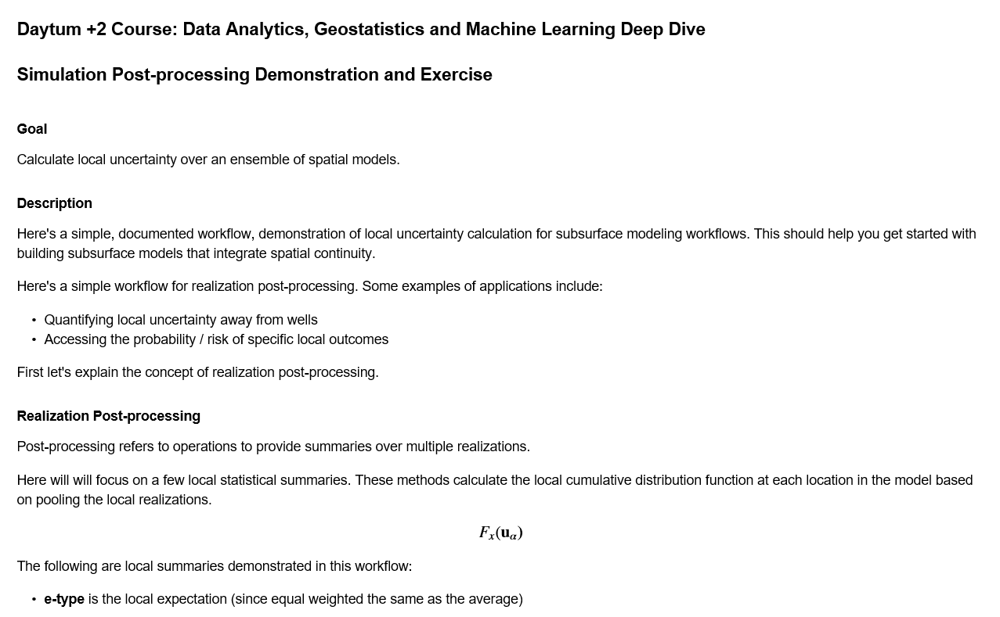 Daytum +2 Course: Data Analytics, Geostatistics and Machine Learning Deep Dive
Simulation Post-processing Demonstration and Exercise
Goal
Calculate local uncertainty over an ensemble of spatial models.
Description
Here's a simple, documented workflow, demonstration of local uncertainty calculation for subsurface modeling workflows. This should help you get started with
building subsurface models that integrate spatial continuity.
Here's a simple workflow for realization post-processing. Some examples of applications include:
• Quantifying local uncertainty away from wells
• Accessing the probability / risk of specific local outcomes
First let's explain the concept of realization post-processing.
Realization Post-processing
Post-processing refers to operations to provide summaries over multiple realizations.
Here will will focus on a few local statistical summaries. These methods calculate the local cumulative distribution function at each location in the model based
on pooling the local realizations.
Fₓ(𝐮_α)
The following are local summaries demonstrated in this workflow:
• e-type is the local expectation (since equal weighted the same as the average)